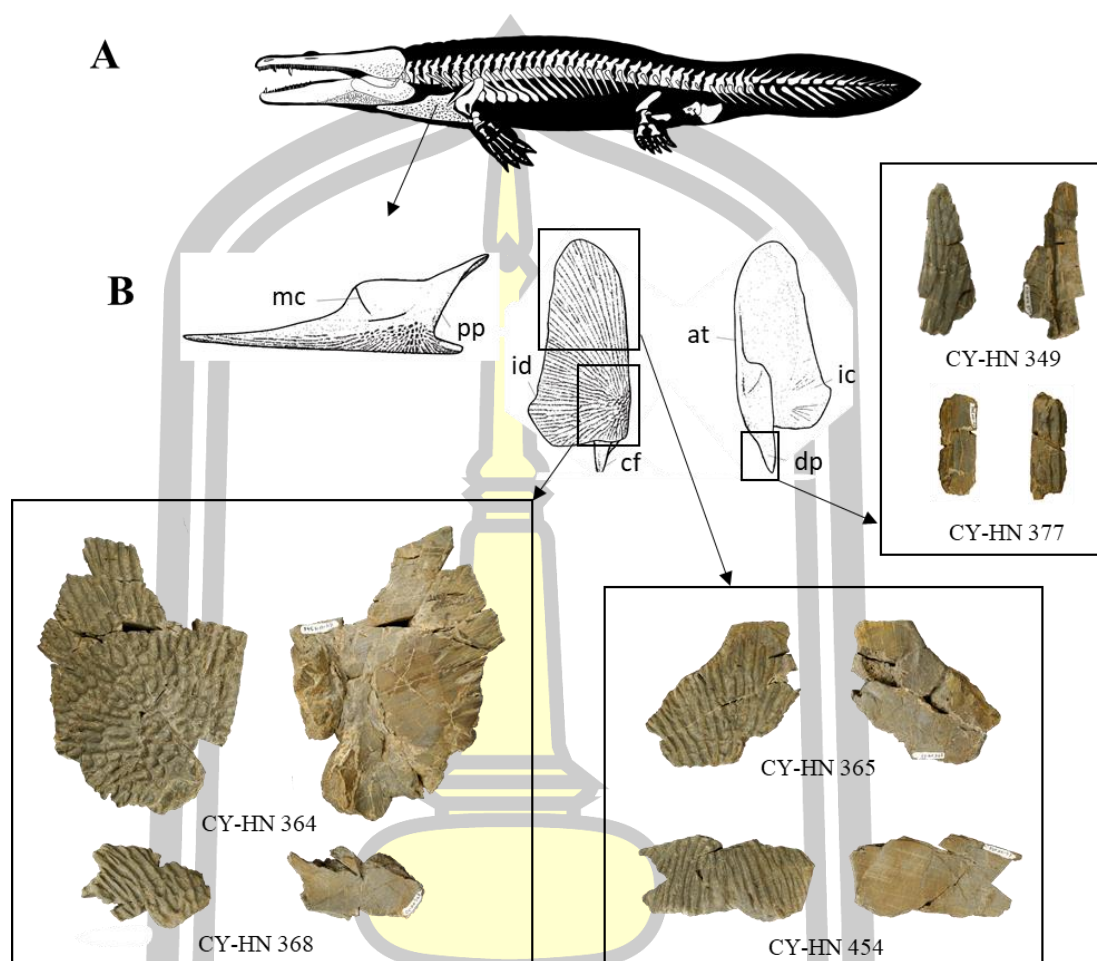 A
B
mc
pp
id
cf
at
ic
dp
CY-HN 349
CY-HN 377
CY-HN 364
CY-HN 368
CY-HN 365
CY-HN 454